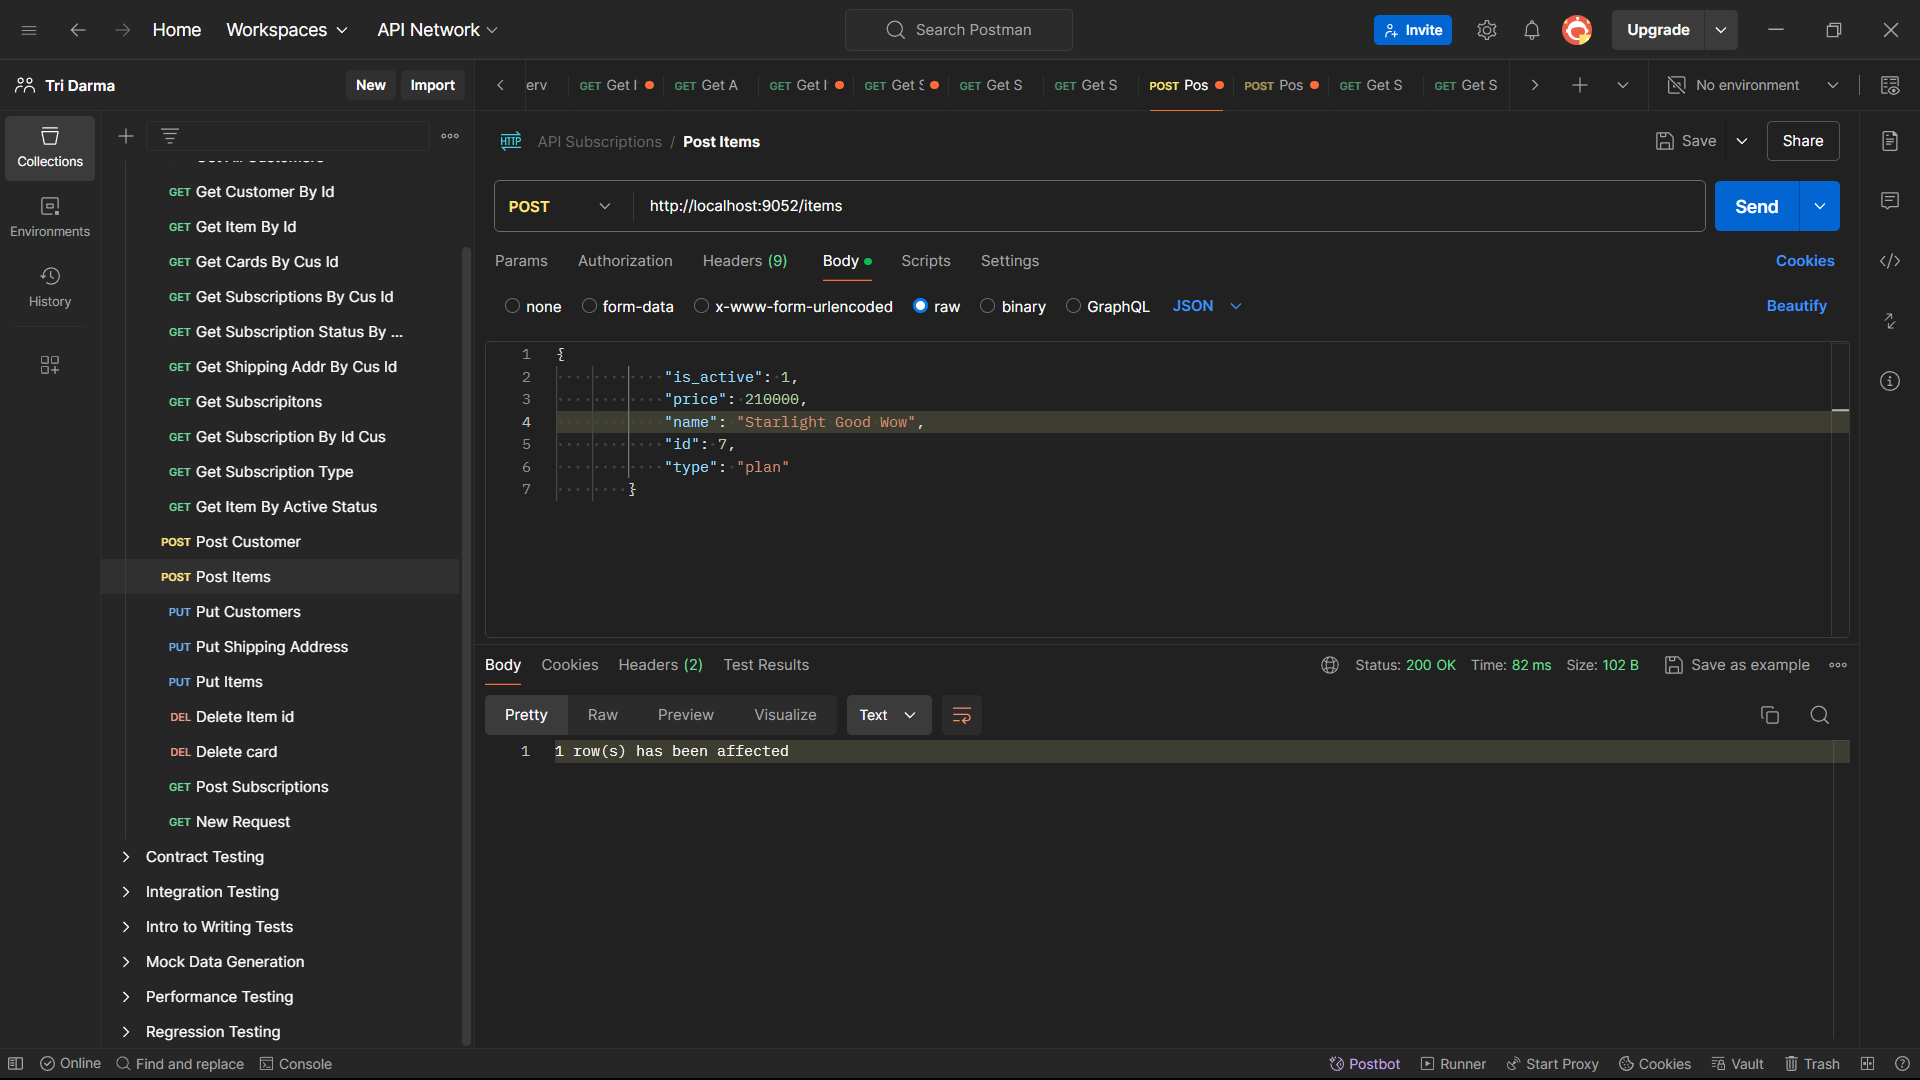 Home Workspaces API Network Search Postman Invite Upgrade
Tri Darma New Import
erv GET Get I GET Get A GET Get I GET Get S GET Get S GET Get S POST Pos POST Pos GET Get S GET Get S No environment
Collections
Environments
History
Get All Customers
GET Get Customer By Id
GET Get Item By Id
GET Get Cards By Cus Id
GET Get Subscriptions By Cus Id
GET Get Subscription Status By ...
GET Get Shipping Addr By Cus Id
GET Get Subscripitons
GET Get Subscription By Id Cus
GET Get Subscription Type
GET Get Item By Active Status
POST Post Customer
POST Post Items
PUT Put Customers
PUT Put Shipping Address
PUT Put Items
DEL Delete Item id
DEL Delete card
GET Post Subscriptions
GET New Request
Contract Testing
Integration Testing
Intro to Writing Tests
Mock Data Generation
Performance Testing
Regression Testing
HTTP API Subscriptions / Post Items Save Share
POST http://localhost:9052/items Send
Params Authorization Headers (9) Body Scripts Settings Cookies
none form-data x-www-form-urlencoded raw binary GraphQL JSON Beautify
1 {
2 "is_active": 1,
3 "price": 210000,
4 "name": "Starlight Good Wow",
5 "id": 7,
6 "type": "plan"
7 }
Body Cookies Headers (2) Test Results Status: 200 OK Time: 82 ms Size: 102 B Save as example
Pretty Raw Preview Visualize Text
1 1 row(s) has been affected
Online Find and replace Console Postbot Runner Start Proxy Cookies Vault Trash